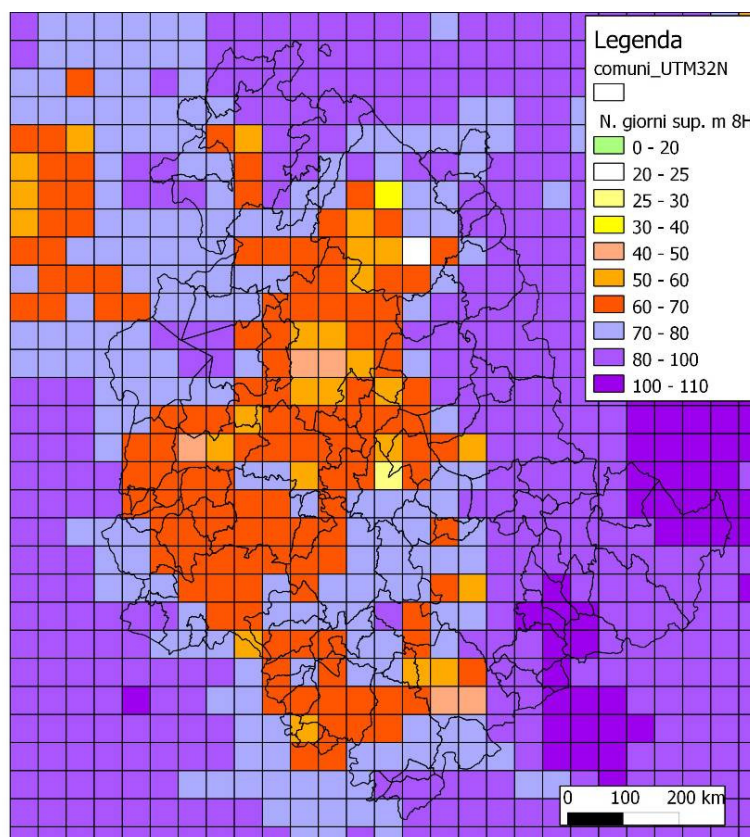 Legenda
comuni_UTM32N
N. giorni sup. m 8H
0 - 20
20 - 25
25 - 30
30 - 40
40 - 50
50 - 60
60 - 70
70 - 80
80 - 100
100 - 110
0 100 200 km